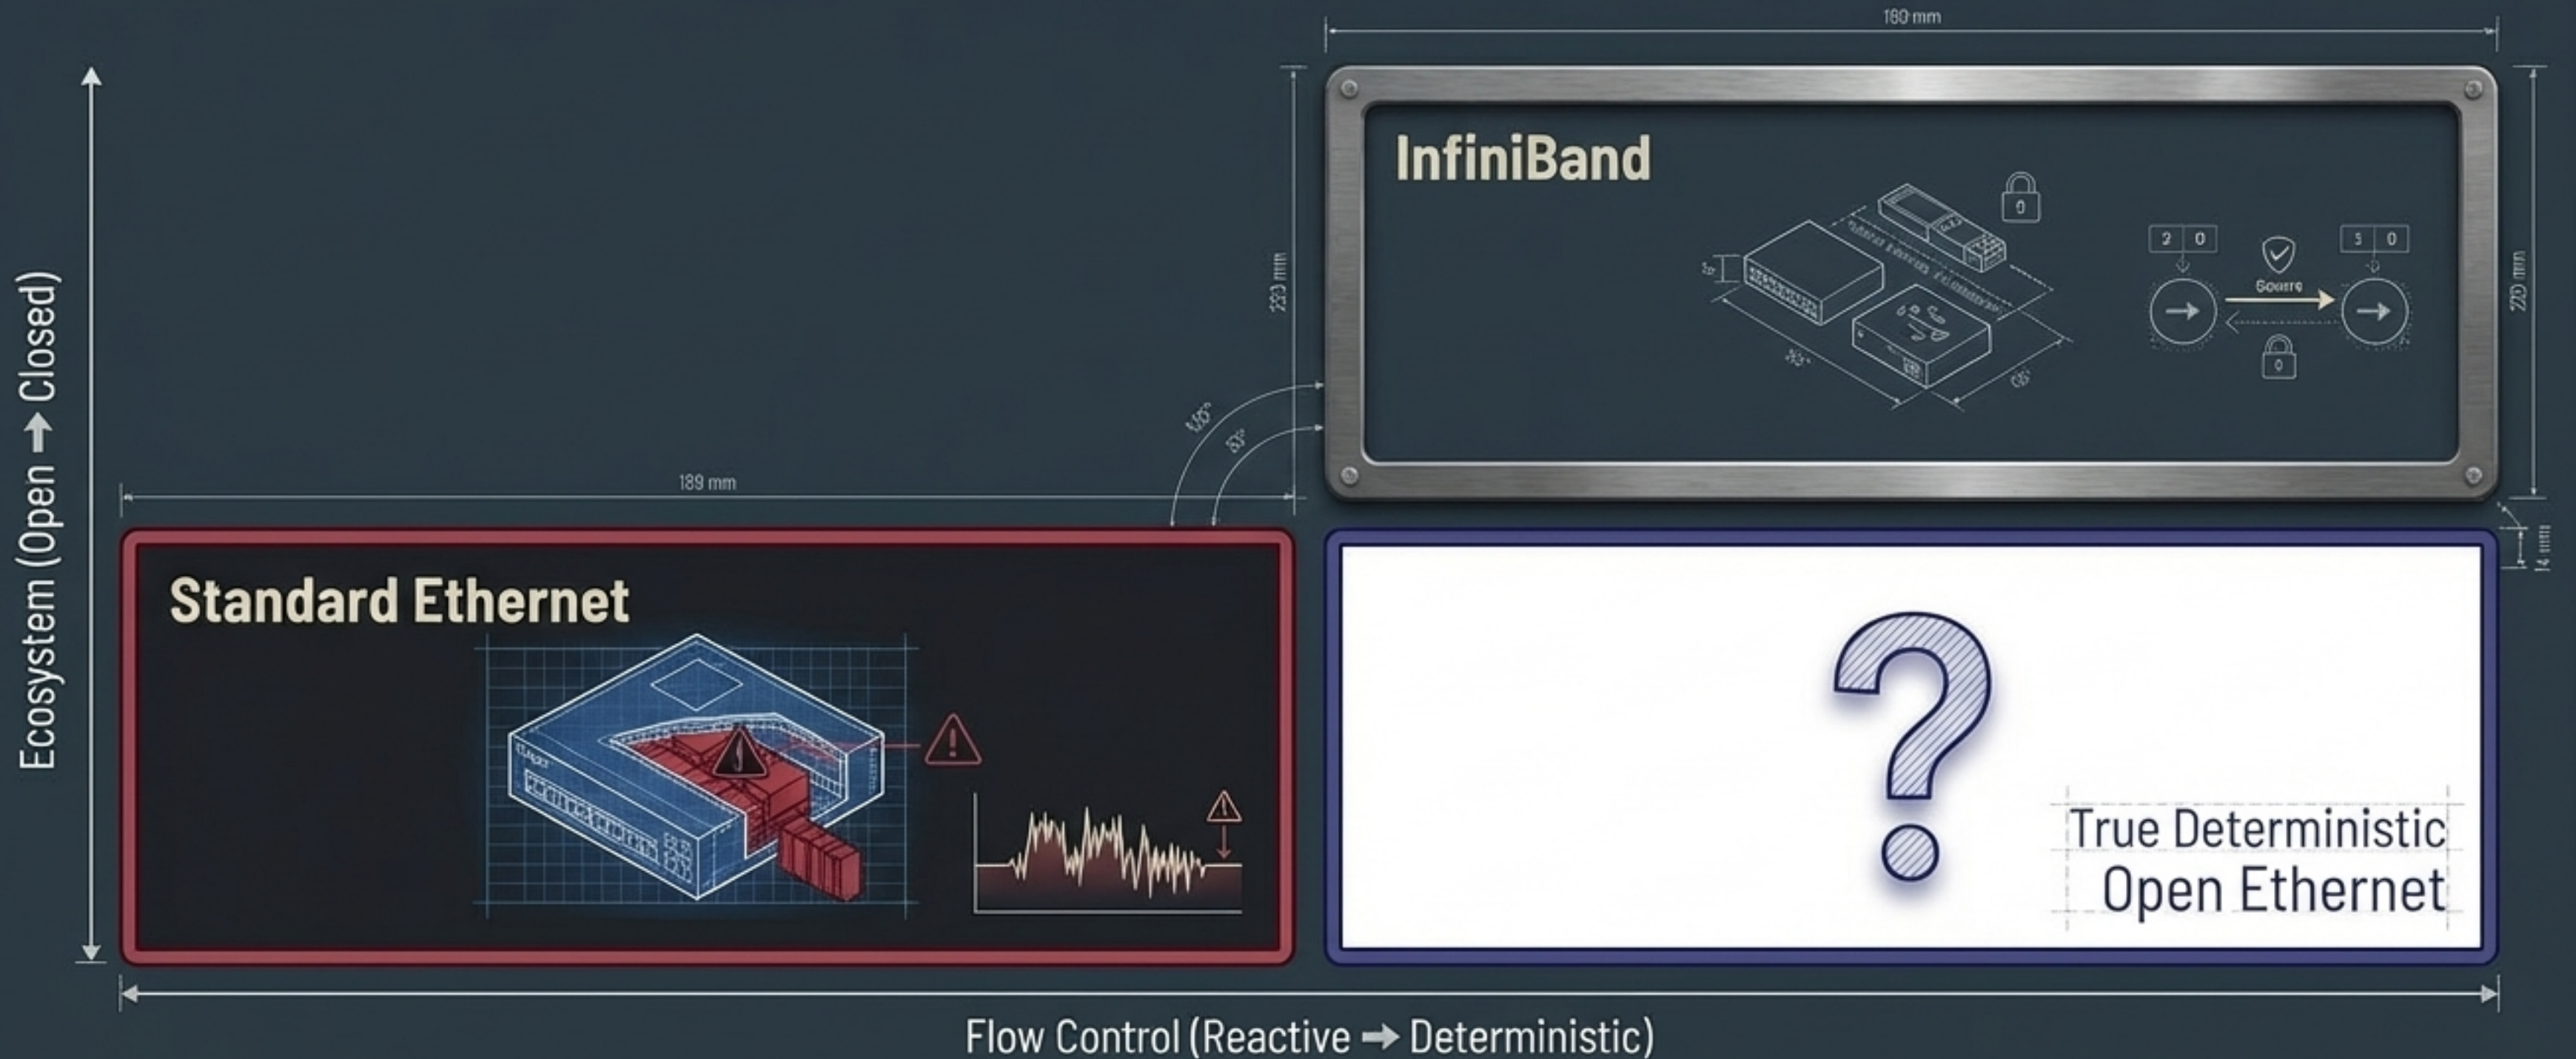 180 mm
InfiniBand
Ecosystem (Open ➡ Closed)
189 mm
Standard Ethernet
True Deterministic
Open Ethernet
Flow Control (Reactive ➡ Deterministic)